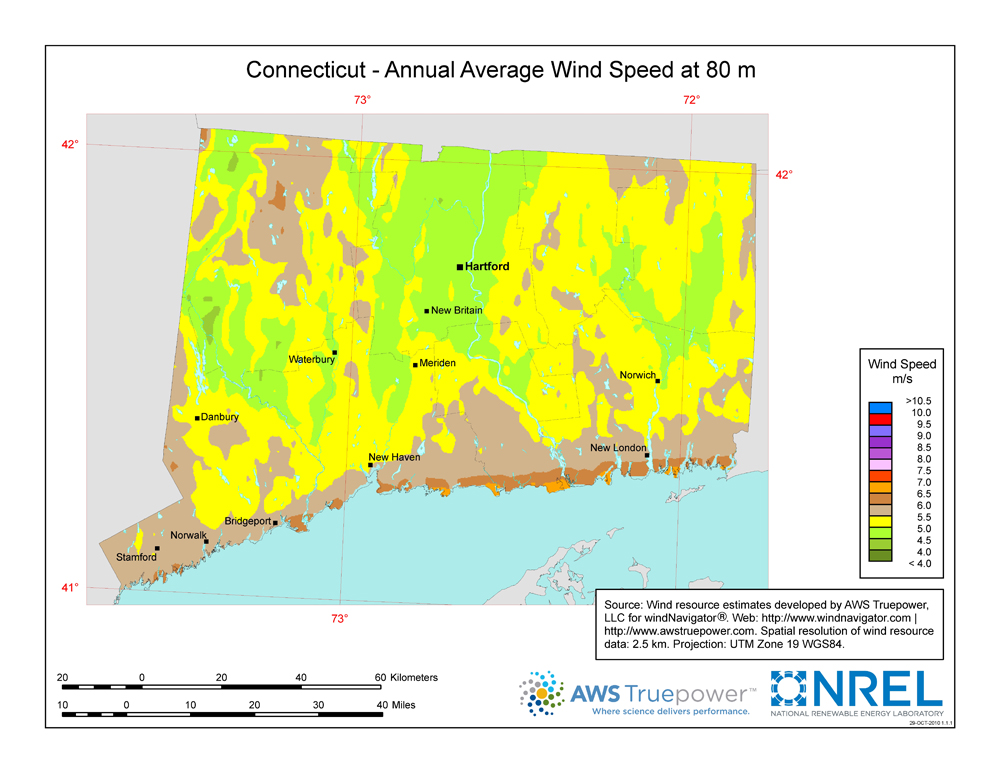 Connecticut - Annual Average Wind Speed at 80 m
73°
72°
42°
42°
Hartford
New Britain
Waterbury
Meriden
Norwich
Danbury
New Haven
New London
Bridgeport
Norwalk
Stamford
41°
73°
Wind Speed
m/s
>10.5
10.0
9.5
9.0
8.5
8.0
7.5
7.0
6.5
6.0
5.5
5.0
4.5
4.0
< 4.0
Source: Wind resource estimates developed by AWS Truepower,
LLC for windNavigator®. Web: http://www.windnavigator.com |
http://www.awstruepower.com. Spatial resolution of wind resource
data: 2.5 km. Projection: UTM Zone 19 WGS84.
20 0 20 40 60 Kilometers
10 0 10 20 30 40 Miles
AWS Truepower™
Where science delivers performance.
NREL
NATIONAL RENEWABLE ENERGY LABORATORY
29-OCT-2010 1.1.1